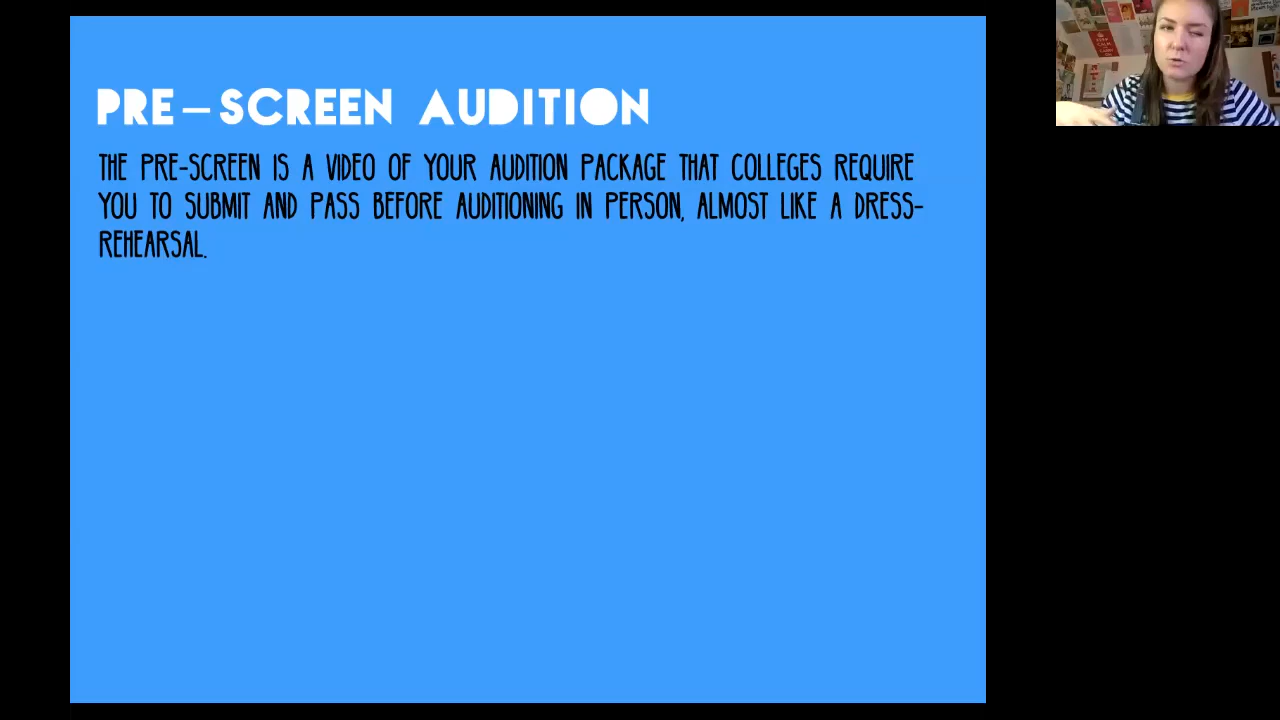 PRE-SCREEN AUDITION
THE PRE-SCREEN IS A VIDEO OF YOUR AUDITION PACKAGE THAT COLLEGES REQUIRE
YOU TO SUBMIT AND PASS BEFORE AUDITIONING IN PERSON, ALMOST LIKE A DRESS-
REHEARSAL.